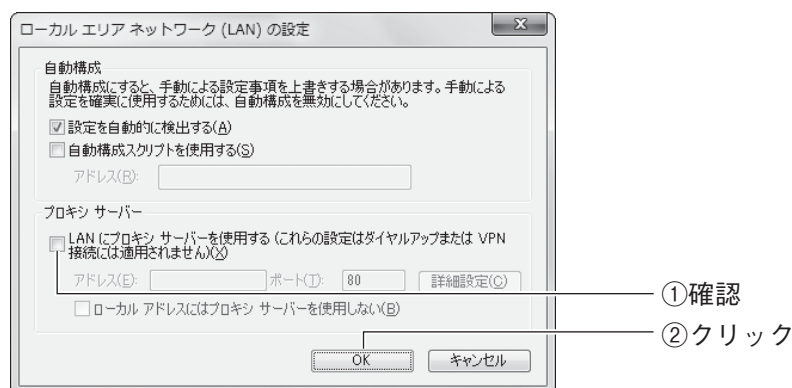 ローカル エリア ネットワーク (LAN) の設定
自動構成
自動構成にすると、手動による設定事項を上書きする場合があります。手動による
設定を確実に使用するためには、自動構成を無効にしてください。
設定を自動的に検出する(A)
自動構成スクリプトを使用する(S)
アドレス(R):
プロキシ サーバー
LAN にプロキシ サーバーを使用する (これらの設定はダイヤルアップまたは VPN
接続には適用されません)(X)
アドレス(E): ポート(T): 80 詳細設定(C)
ローカル アドレスにはプロキシ サーバーを使用しない(B)
①確認
②クリック
OK キャンセル